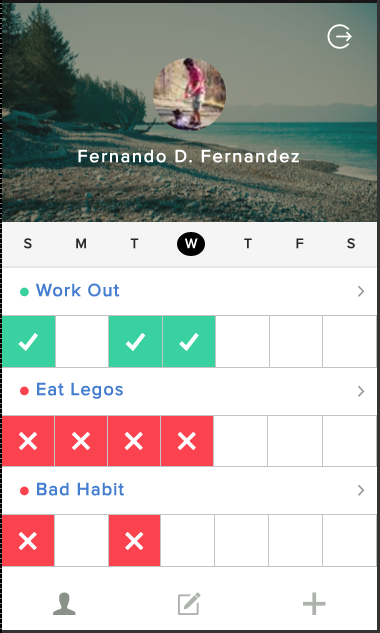 Fernando D. Fernandez
S M T W T F S
Work Out
Eat Legos
Bad Habit